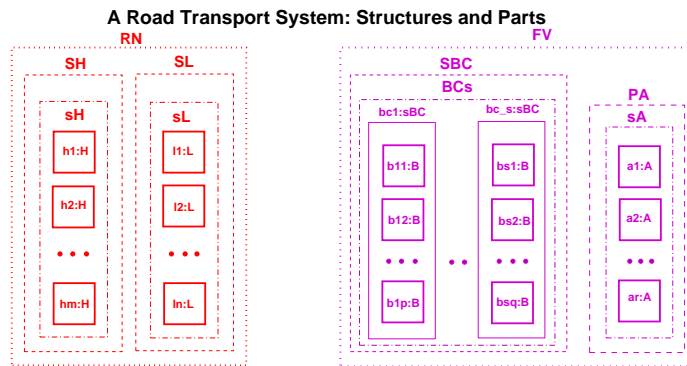 A Road Transport System: Structures and Parts
RN
FV
SH
SL
SBC
BCs
PA
sH
sL
bc1:sBC
bc_s:sBC
sA
h1:H
l1:L
b11:B
bs1:B
a1:A
h2:H
l2:L
b12:B
bs2:B
a2:A
• • •
• • •
• • •
• •
• • •
• • •
hm:H
ln:L
b1p:B
bsq:B
ar:A